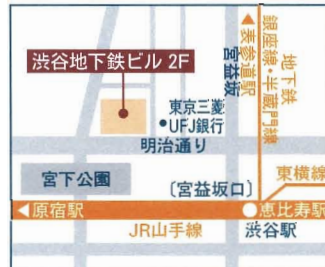 渋谷地下鉄ビル 2F
◀表参道駅
宮益坂
地下鉄
銀座線・半蔵門線
東京三菱
UFJ銀行
明治通り
宮下公園
〔宮益坂口〕
東横線
◀原宿駅
恵比寿駅▶
JR山手線
渋谷駅